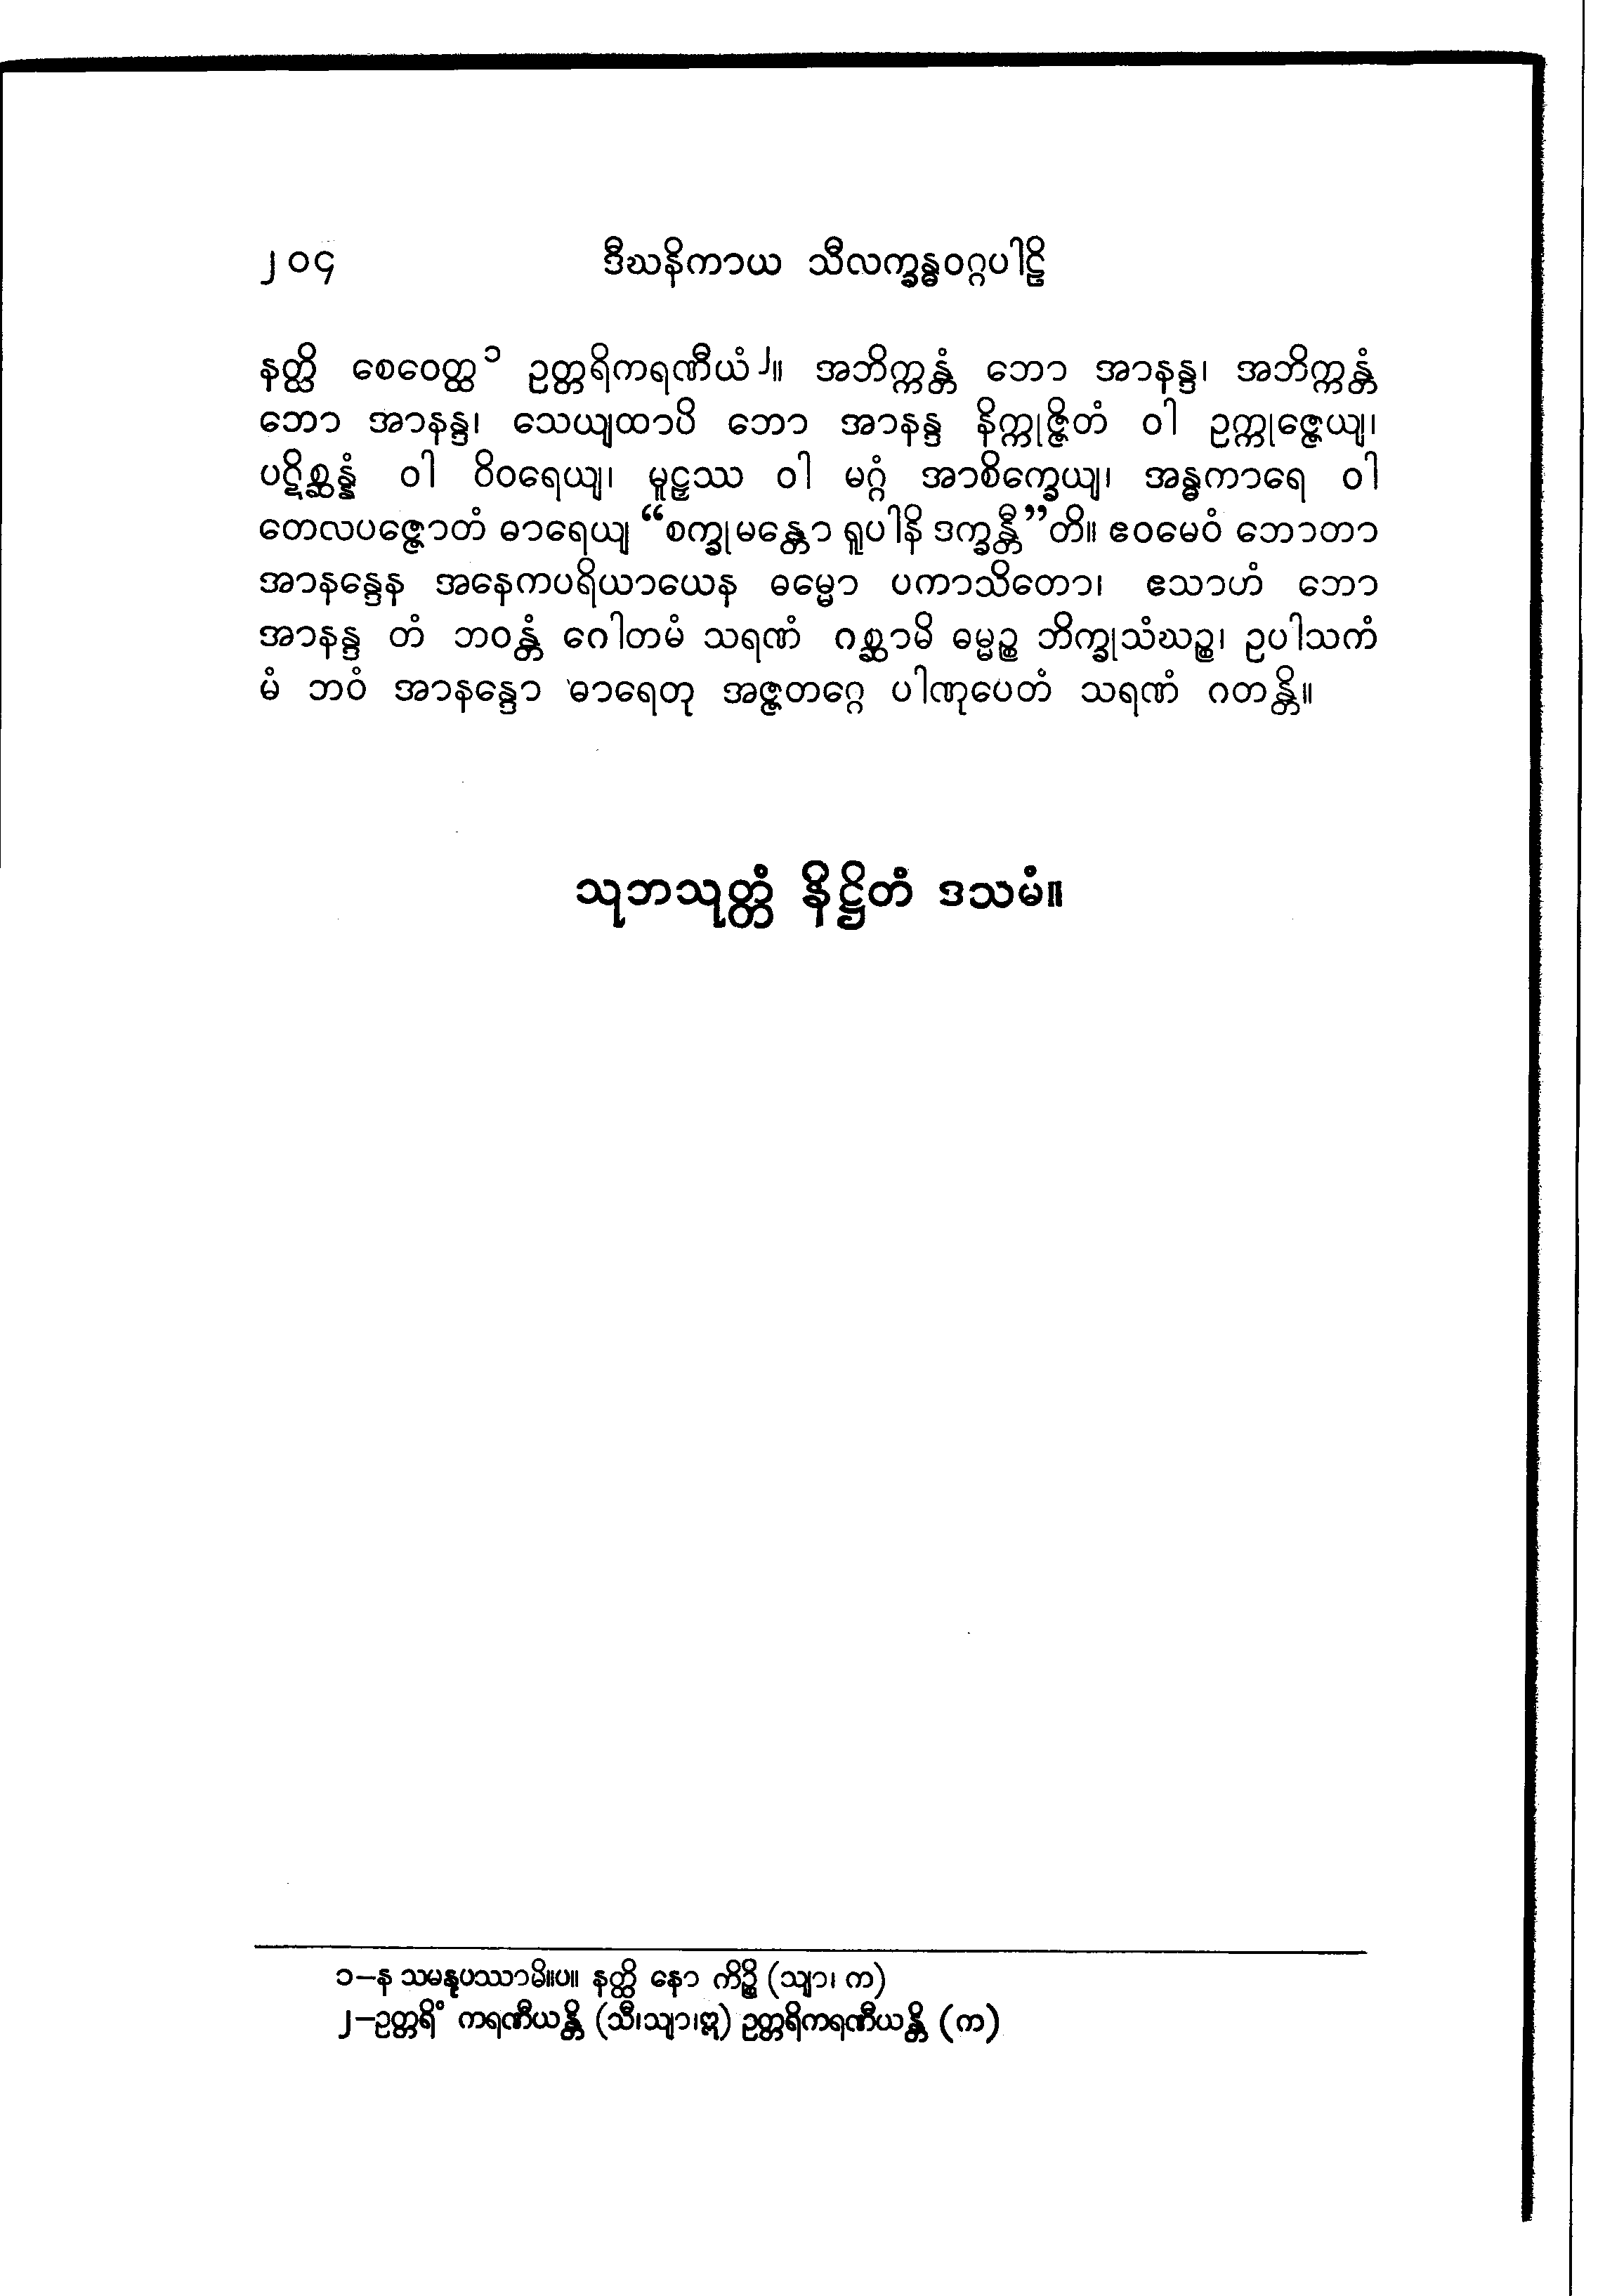 ၂၀၄ ဒီဃနိကာယ သီလက္ခန္ဓဝဂ္ဂပါဠိ
နတ္ထိ စေဝေတ္ထ၁ ဥတ္တရိကရဏီယံ၂။ အဘိက္ကန္တံ ဘော အာနန္ဒ၊ အဘိက္ကန္တံ
ဘော အာနန္ဒ၊ သေယျထာပိ ဘော အာနန္ဒ နိက္ကုဇ္ဇိတံ ဝါ ဥက္ကုဇ္ဇေယျ၊
ပဋိစ္ဆန္နံ ဝါ ဝိဝရေယျ၊ မူဠှဿ ဝါ မဂ္ဂံ အာစိက္ခေယျ၊ အန္ဓကာရေ ဝါ
တေလပဇ္ဇောတံ ဓာရေယျ “စက္ခုမန္တော ရူပါနိ ဒက္ခန္တီ”တိ။ ဧဝမေဝံ ဘောတာ
အာနန္ဒေန အနေကပရိယာယေန ဓမ္မော ပကာသိတော၊ ဧသာဟံ ဘော
အာနန္ဒ တံ ဘဝန္တံ ဂေါတမံ သရဏံ ဂစ္ဆာမိ ဓမ္မဉ္စ ဘိက္ခုသံဃဉ္စ၊ ဥပါသကံ
မံ ဘဝံ အာနန္ဒော ဓာရေတု အဇ္ဇတဂ္ဂေ ပါဏုပေတံ သရဏံ ဂတန္တိ။
သုဘသုတ္တံ နိဋ္ဌိတံ ဒသမံ။
၁–န သမနုပဿာမိ။ပ။ နတ္ထိ နော ကိဉ္စိ (သျာ၊ က)
၂–ဥတ္တရိံ ကရဏီယန္တိ (သီ၊သျာ၊ဣ) ဥတ္တရိကရဏီယန္တိ (က)